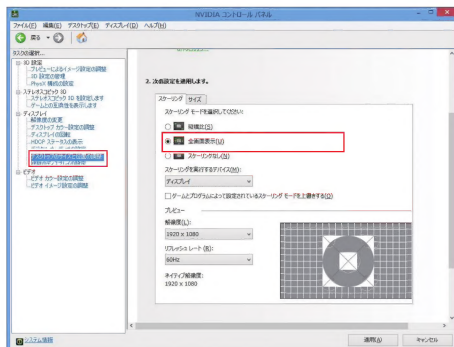 NVIDIA コントロール パネル
ファイル(F) 編集(E) デスクトップ(E) ディスプレイ(D) ヘルプ(H)
戻る
タスクの選択...
3D 設定
プレビューによるイメージ設定の調整
3D 設定の管理
PhysX 構成の設定
ステレオスコピック 3D
ステレオスコピック 3D を設定します
ゲームとの互換性を表示します
ディスプレイ
解像度の変更
デスクトップ カラー設定の調整
ディスプレイの回転
HDCP ステータスの表示
デスクトップのサイズと位置の調整
ビデオ
ビデオ カラー設定の調整
ビデオ イメージ設定の調整
2. 次の設定を適用します。
スケーリング サイズ
スケーリング モードを選択してください:
縦横比(S)
全画面表示(U)
スケーリングなし(N)
スケーリングを実行するデバイス(M):
ディスプレイ
ゲームとプログラムによって設定されているスケーリング モードを上書きする(O)
プレビュー
解像度(L):
1920 x 1080
リフレッシュ レート (R):
60Hz
ネイティブ解像度:
1920 x 1080
システム情報
適用(A) キャンセル